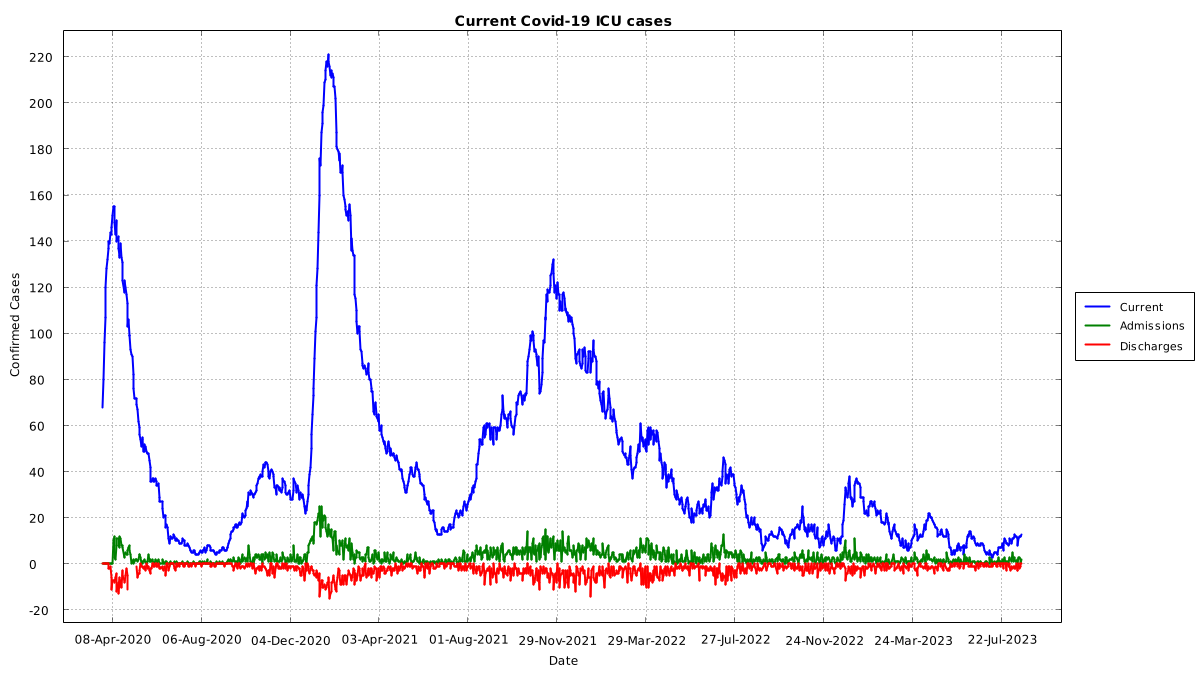 Current Covid-19 ICU cases
Confirmed Cases
220
200
180
160
140
120
100
80
60
40
20
0
-20
08-Apr-2020 06-Aug-2020 04-Dec-2020 03-Apr-2021 01-Aug-2021 29-Nov-2021 29-Mar-2022 27-Jul-2022 24-Nov-2022 24-Mar-2023 22-Jul-2023
Date
Current
Admissions
Discharges